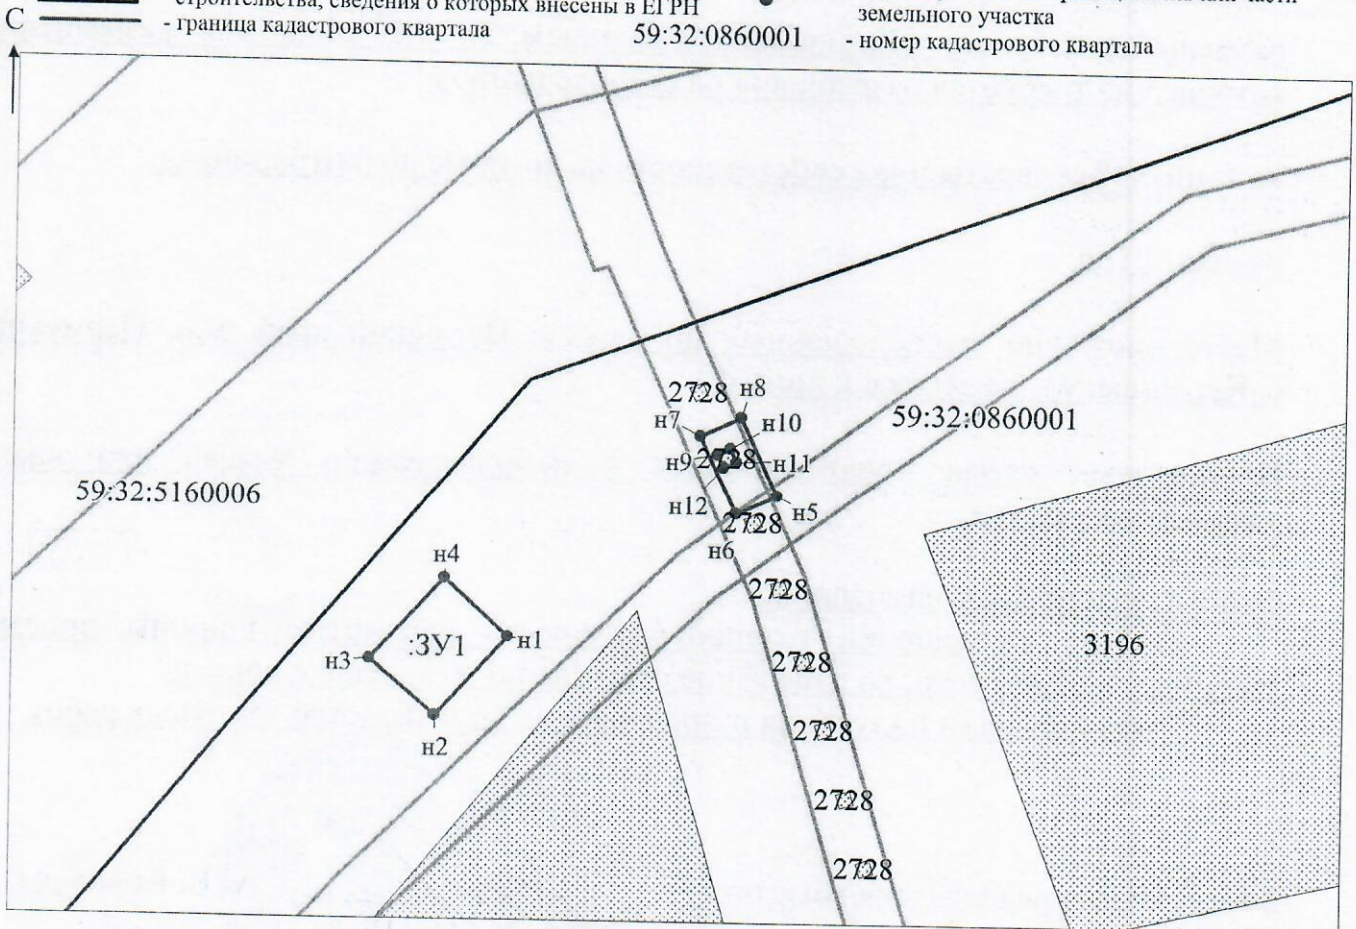 строительства, сведения о которых внесены в ЕГРН
С
- граница кадастрового квартала
59:32:0860001
земельного участка
- номер кадастрового квартала
2728
н8
н7
н10
59:32:0860001
н9
2728
н11
59:32:5160006
н12
н5
2728
н6
н4
2728
н1
:ЗУ1
3196
н3
2728
н2
2728
2728
2728